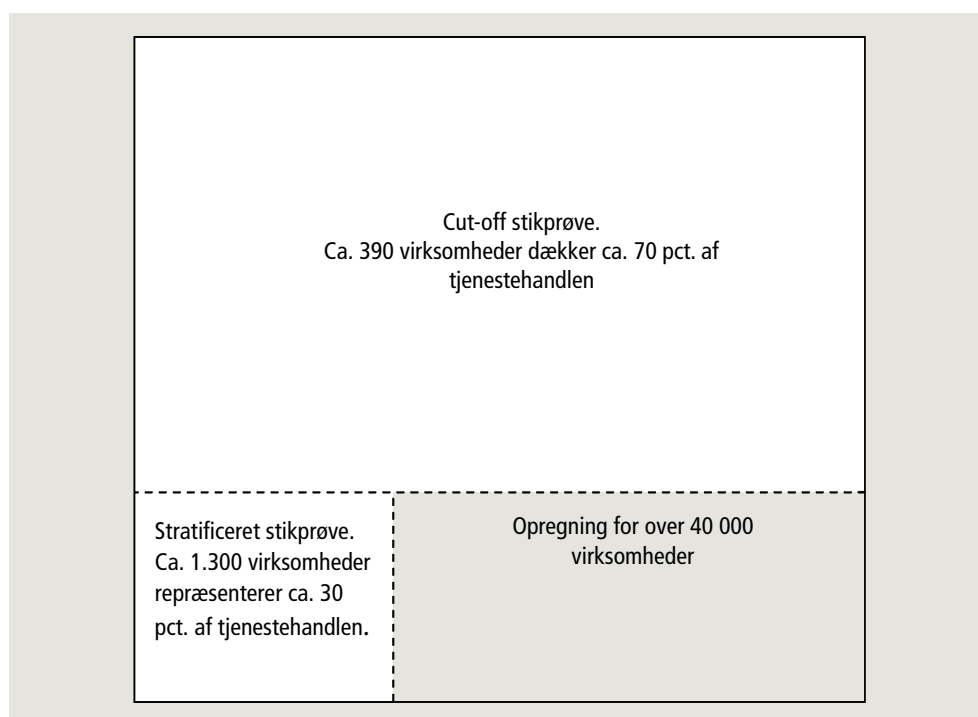 Cut-off stikprøve.
Ca. 390 virksomheder dækker ca. 70 pct. af
tjenestehandlen
Stratificeret stikprøve.
Ca. 1.300 virksomheder
repræsenterer ca. 30
pct. af tjenestehandlen.
Opregning for over 40 000
virksomheder